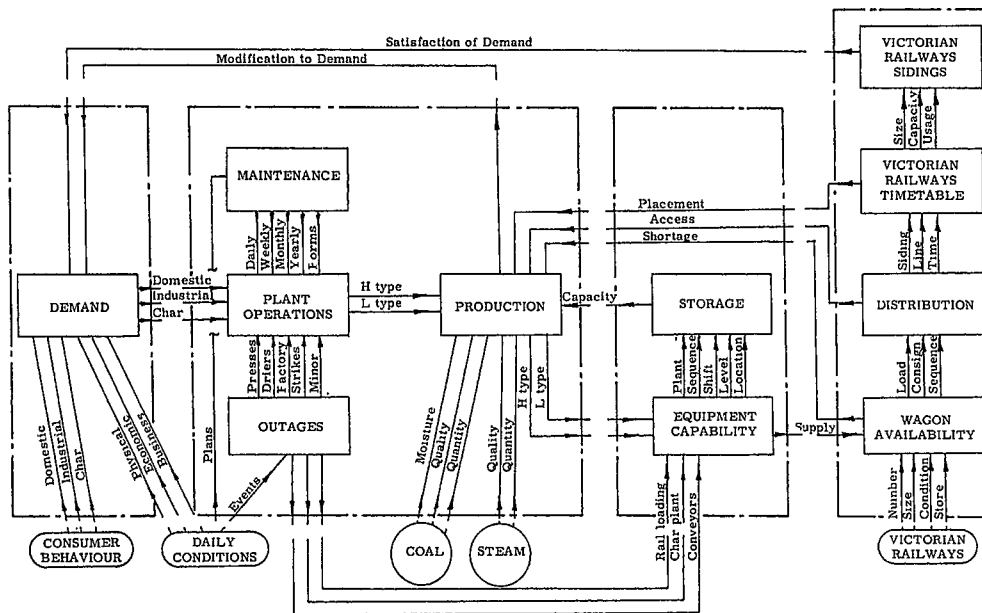 Satisfaction of Demand
Modification to Demand
VICTORIAN
RAILWAYS
SIDINGS
Size
Capacity
Usage
MAINTENANCE
VICTORIAN
RAILWAYS
TIMETABLE
Placement
Access
Shortage
Daily
Weekly
Monthly
Yearly
Forms
Siding
Line
Time
DEMAND
Domestic
Industrial
Char
PLANT
OPERATIONS
H type
L type
PRODUCTION
Capacity
STORAGE
DISTRIBUTION
Presses
Driers
Factory
Strikes
Minor
Plant
Sequence
Shift
Level
Location
Load
Consign
Sequence
OUTAGES
H type
L type
EQUIPMENT
CAPABILITY
Supply
WAGON
AVAILABILITY
Domestic
Industrial
Char
Physical
Economic
Business
Plans
Events
Moisture
Quality
Quantity
Quality
Quantity
Rail loading
Char plant
Conveyors
Number
Size
Condition
Store
CONSUMER
BEHAVIOUR
DAILY
CONDITIONS
COAL
STEAM
VICTORIAN
RAILWAYS